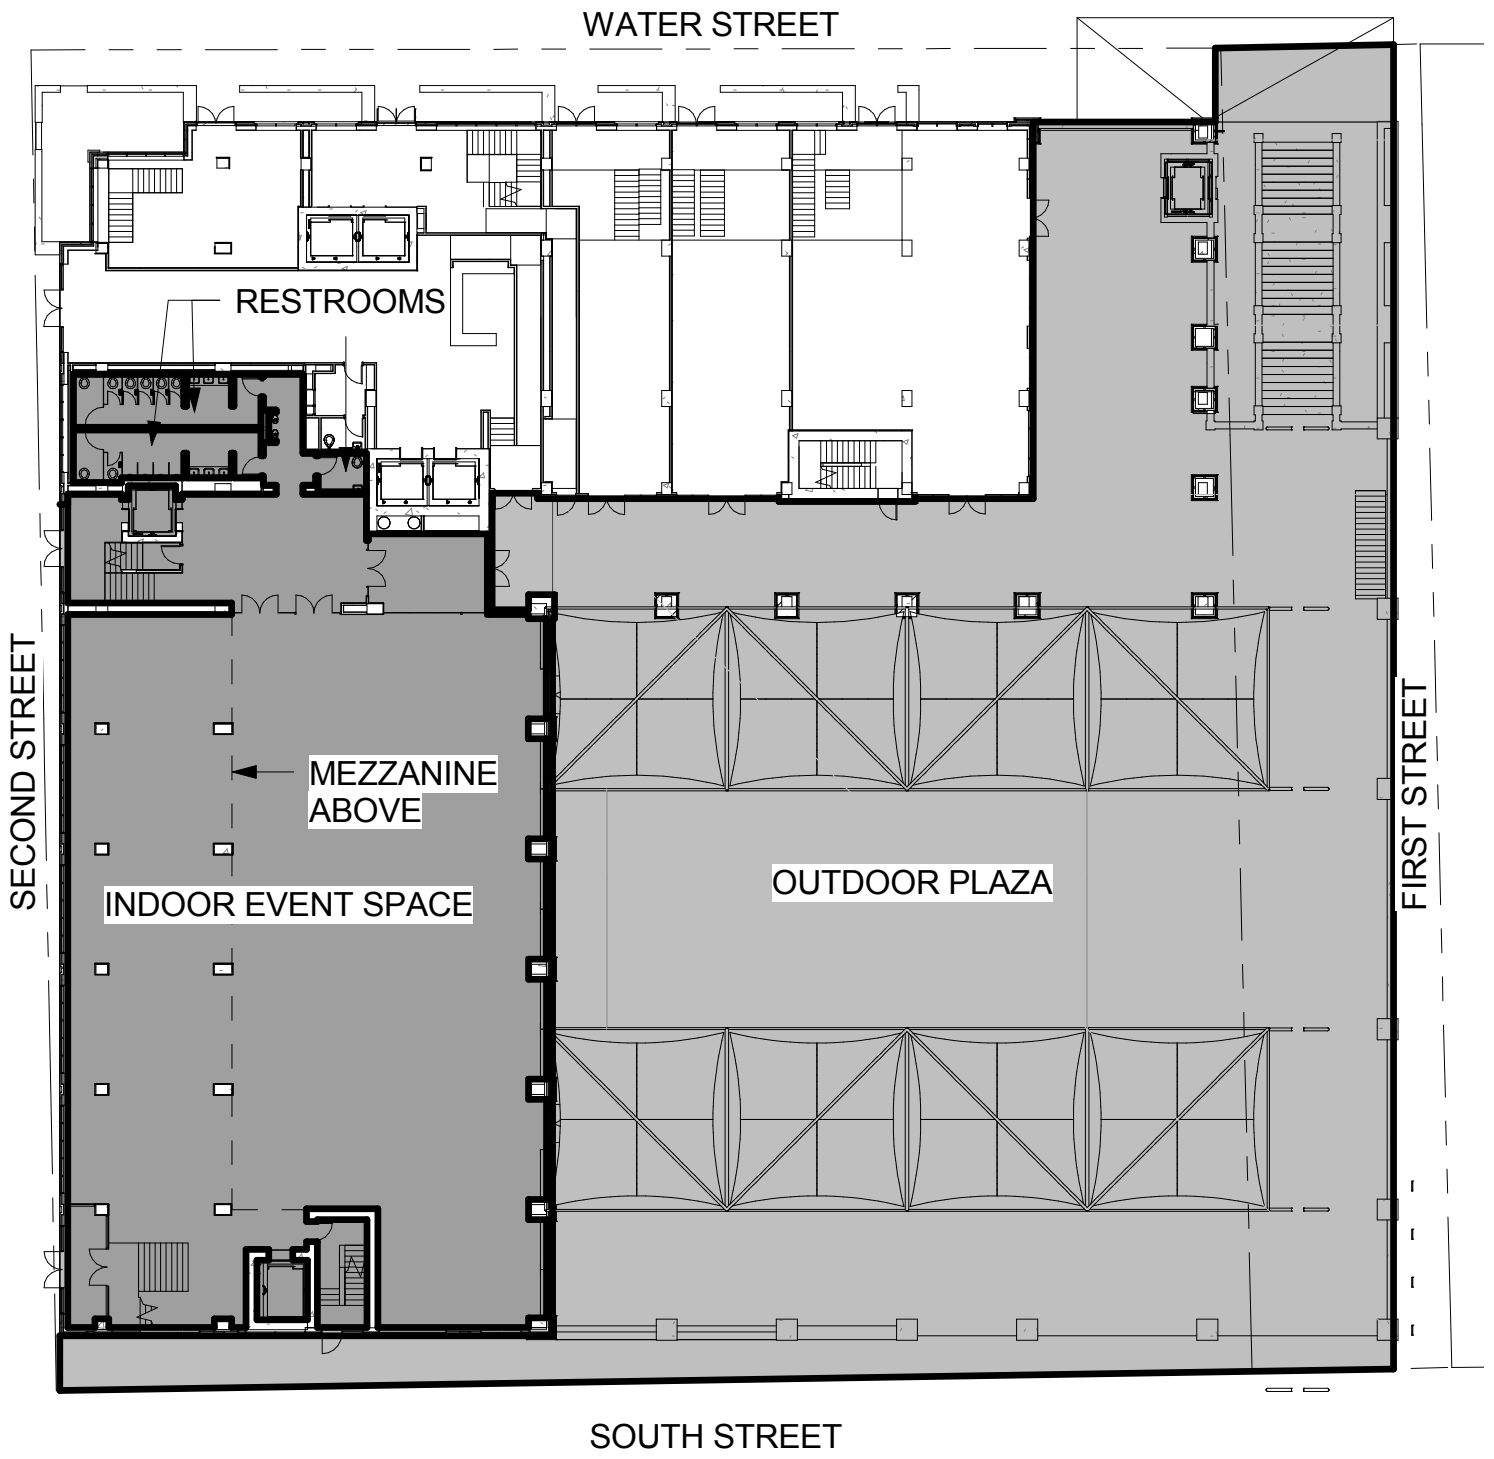 WATER STREET
RESTROOMS
SECOND STREET
MEZZANINE
ABOVE
INDOOR EVENT SPACE
OUTDOOR PLAZA
FIRST STREET
SOUTH STREET